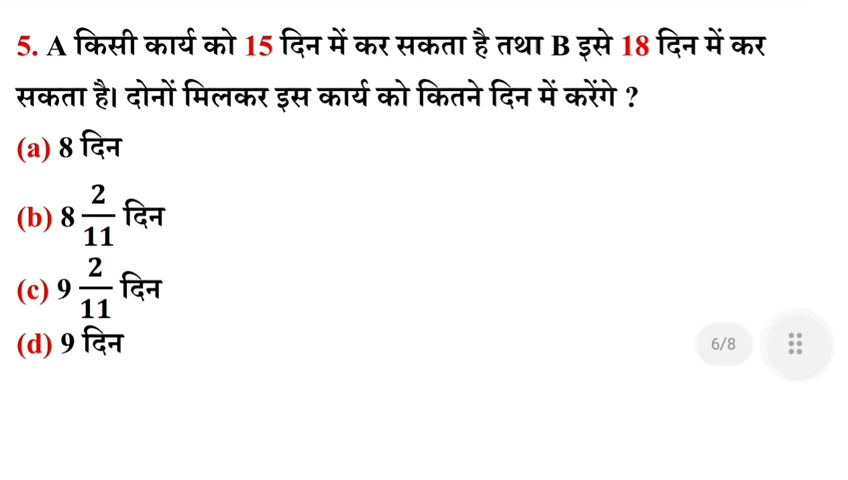 5. A किसी कार्य को 15 दिन में कर सकता है तथा B इसे 18 दिन में कर
सकता है। दोनों मिलकर इस कार्य को कितने दिन में करेंगे ?
(a) 8 दिन
(b) 8 2/11 दिन
(c) 9 2/11 दिन
(d) 9 दिन
6/8